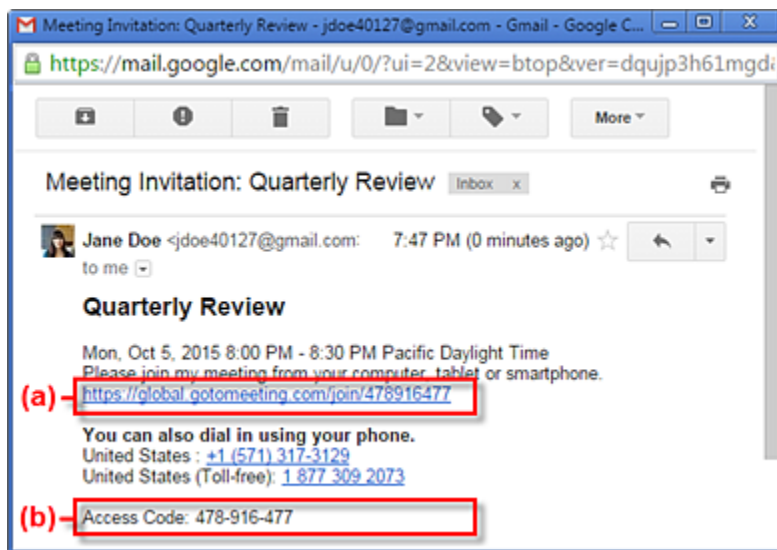 Meeting Invitation: Quarterly Review - jdoe40127@gmail.com - Gmail - Google C...
https://mail.google.com/mail/u/0/?ui=2&view=btop&ver=dqujp3h61mgd
More
Meeting Invitation: Quarterly Review Inbox x
Jane Doe <jdoe40127@gmail.com: 7:47 PM (0 minutes ago)
to me
Quarterly Review
Mon, Oct 5, 2015 8:00 PM - 8:30 PM Pacific Daylight Time
Please join my meeting from your computer, tablet or smartphone.
(a) https://global.gotomeeting.com/join/478916477
You can also dial in using your phone.
United States : +1 (571) 317-3129
United States (Toll-free): 1 877 309 2073
(b) Access Code: 478-916-477